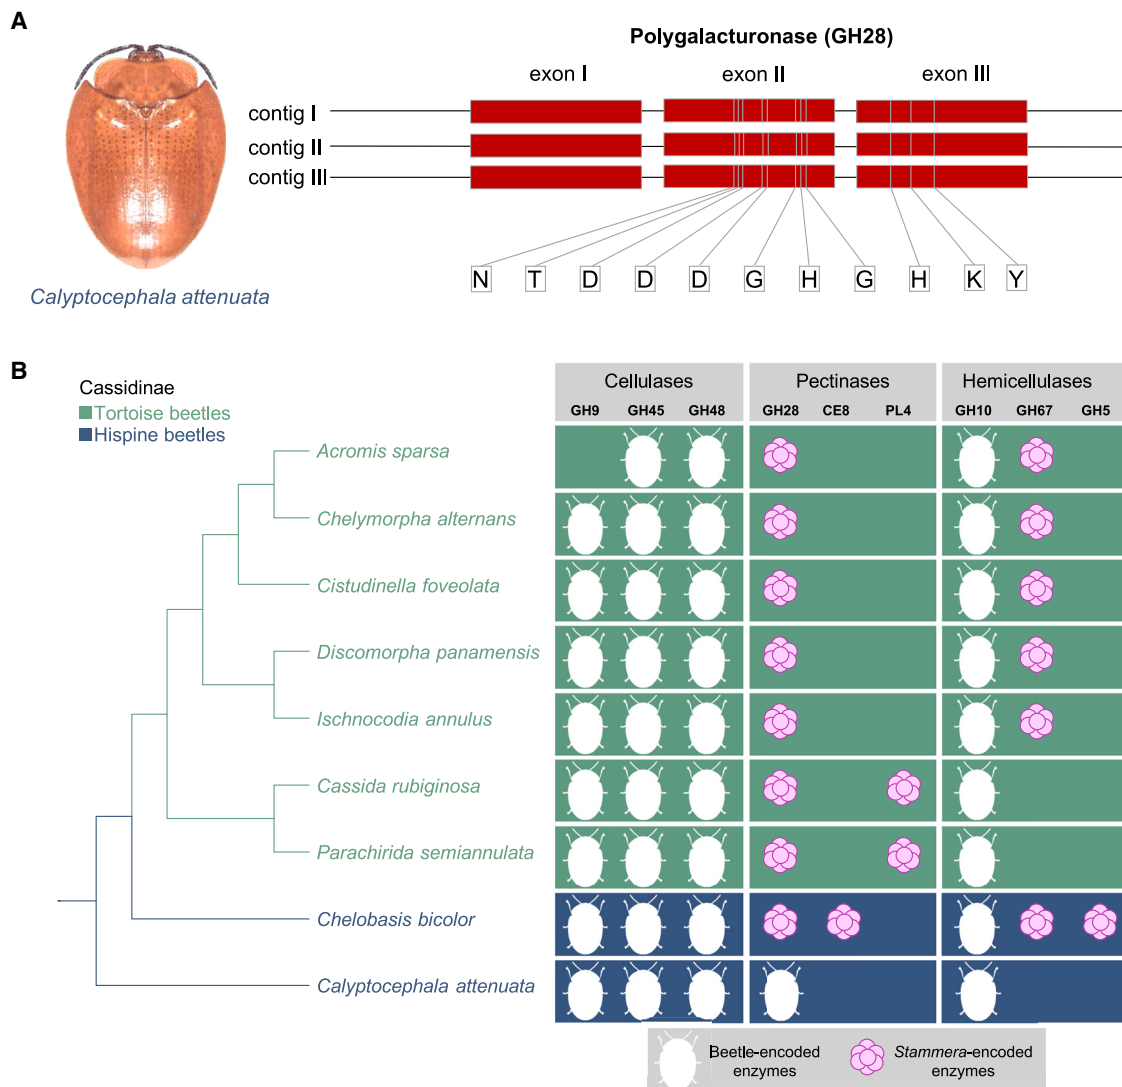 A
Polygalacturonase (GH28)
exon I exon II exon III
contig I
contig II
contig III
N T D D D G H G H K Y
Calyptocephala attenuata
B
Cassidinae
Tortoise beetles
Hispine beetles
Cellulases Pectinases Hemicellulases
GH9 GH45 GH48 GH28 CE8 PL4 GH10 GH67 GH5
Acromis sparsa
Chelymorpha alternans
Cistudinella foveolata
Discomorpha panamensis
Ischnocodia annulus
Cassida rubiginosa
Parachirida semiannulata
Chelobasis bicolor
Calyptocephala attenuata
Beetle-encoded
enzymes
Stammera-encoded
enzymes